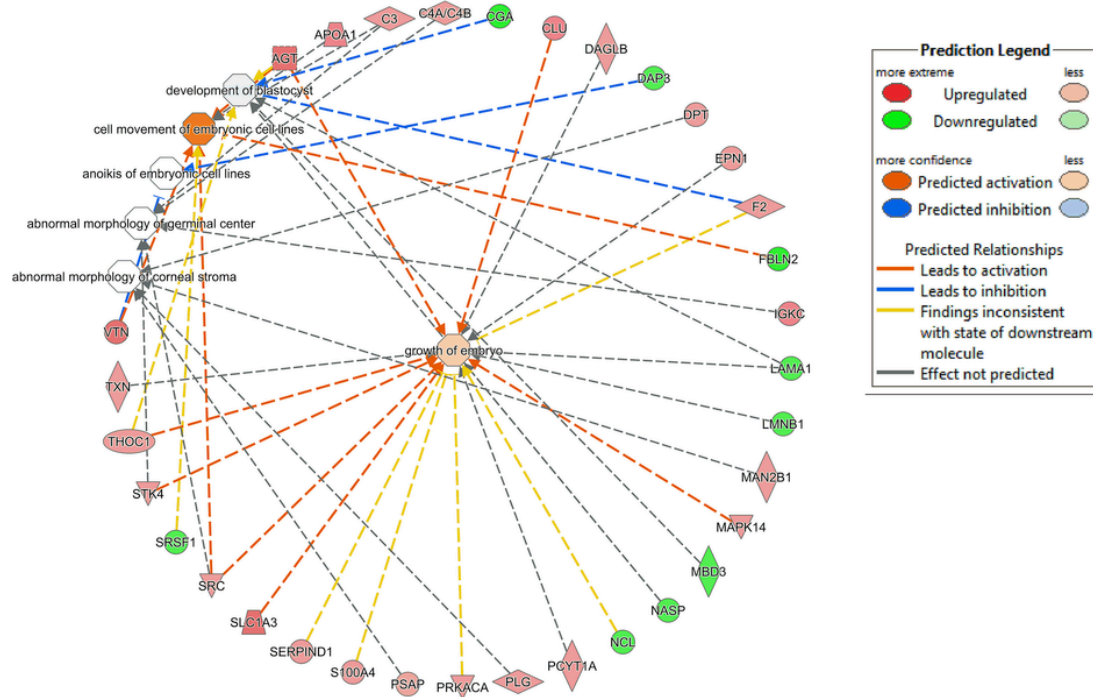 C3
C4A/C4B
CGA
APOA1
CLU
AGT
DAGLB
development of blastocyst
DAP3
cell movement of embryonic cell lines
DPT
anoikis of embryonic cell lines
EPN1
abnormal morphology of germinal center
F2
abnormal morphology of corneal stroma
FBLN2
VTN
IGKC
growth of embryo
TXN
LAMA1
THOC1
LMNB1
STK4
MAN2B1
SRSF1
MAPK14
SRC
MBD3
SLC1A3
NASP
SERPIND1
NCL
S100A4
PCYT1A
PSAP
PRKACA
PLG
Prediction Legend
more extreme less
Upregulated
Downregulated
more confidence less
Predicted activation
Predicted inhibition
Predicted Relationships
Leads to activation
Leads to inhibition
Findings inconsistent
with state of downstream
molecule
Effect not predicted